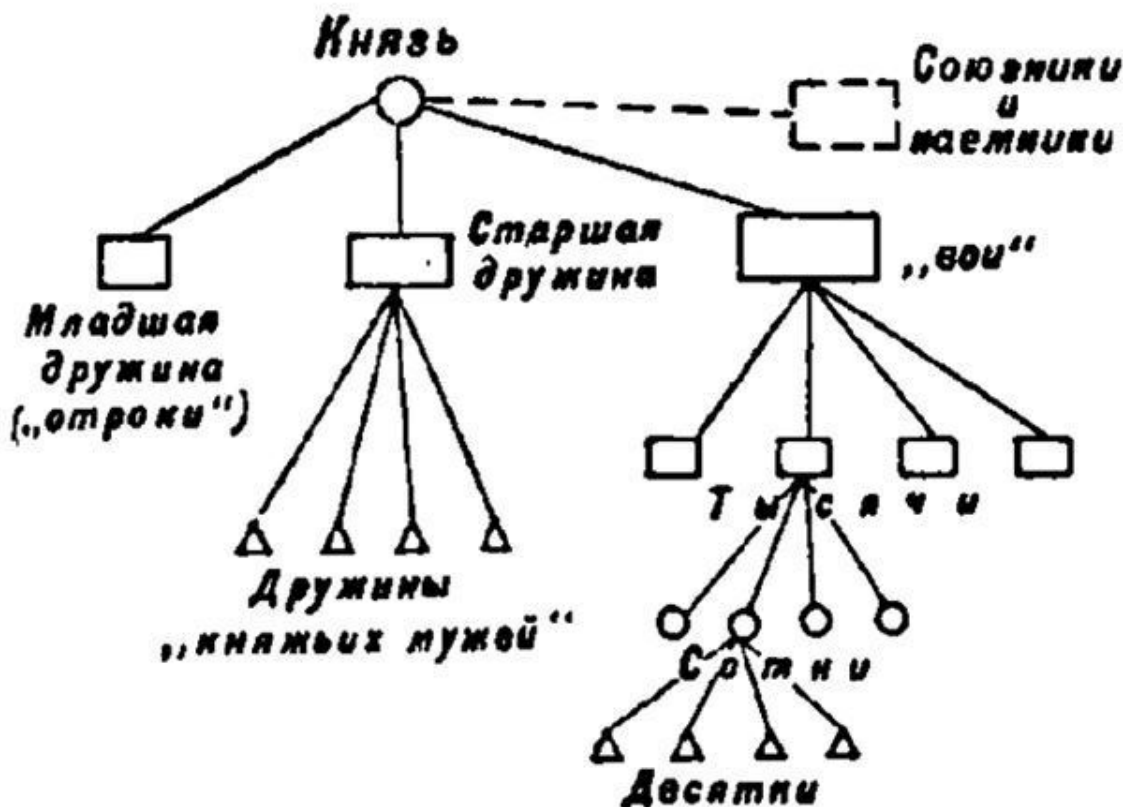 Князь
Союзники
и
наемники
Старшая
дружина
„вои“
Младшая
дружина
(„отроки“)
Тысячи
Дружины
„княжьих мужей“
Сотни
Десятки